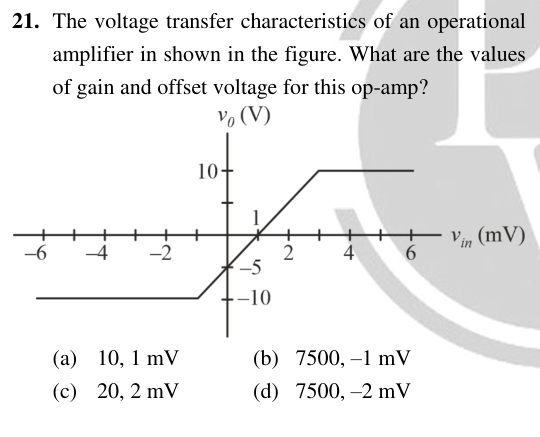 21. The voltage transfer characteristics of an operational
amplifier in shown in the figure. What are the values
of gain and offset voltage for this op-amp?
v0 (V)
10
1
vin (mV)
–6 –4 –2 2 4 6
–5
–10
(a) 10, 1 mV (b) 7500, –1 mV
(c) 20, 2 mV (d) 7500, –2 mV